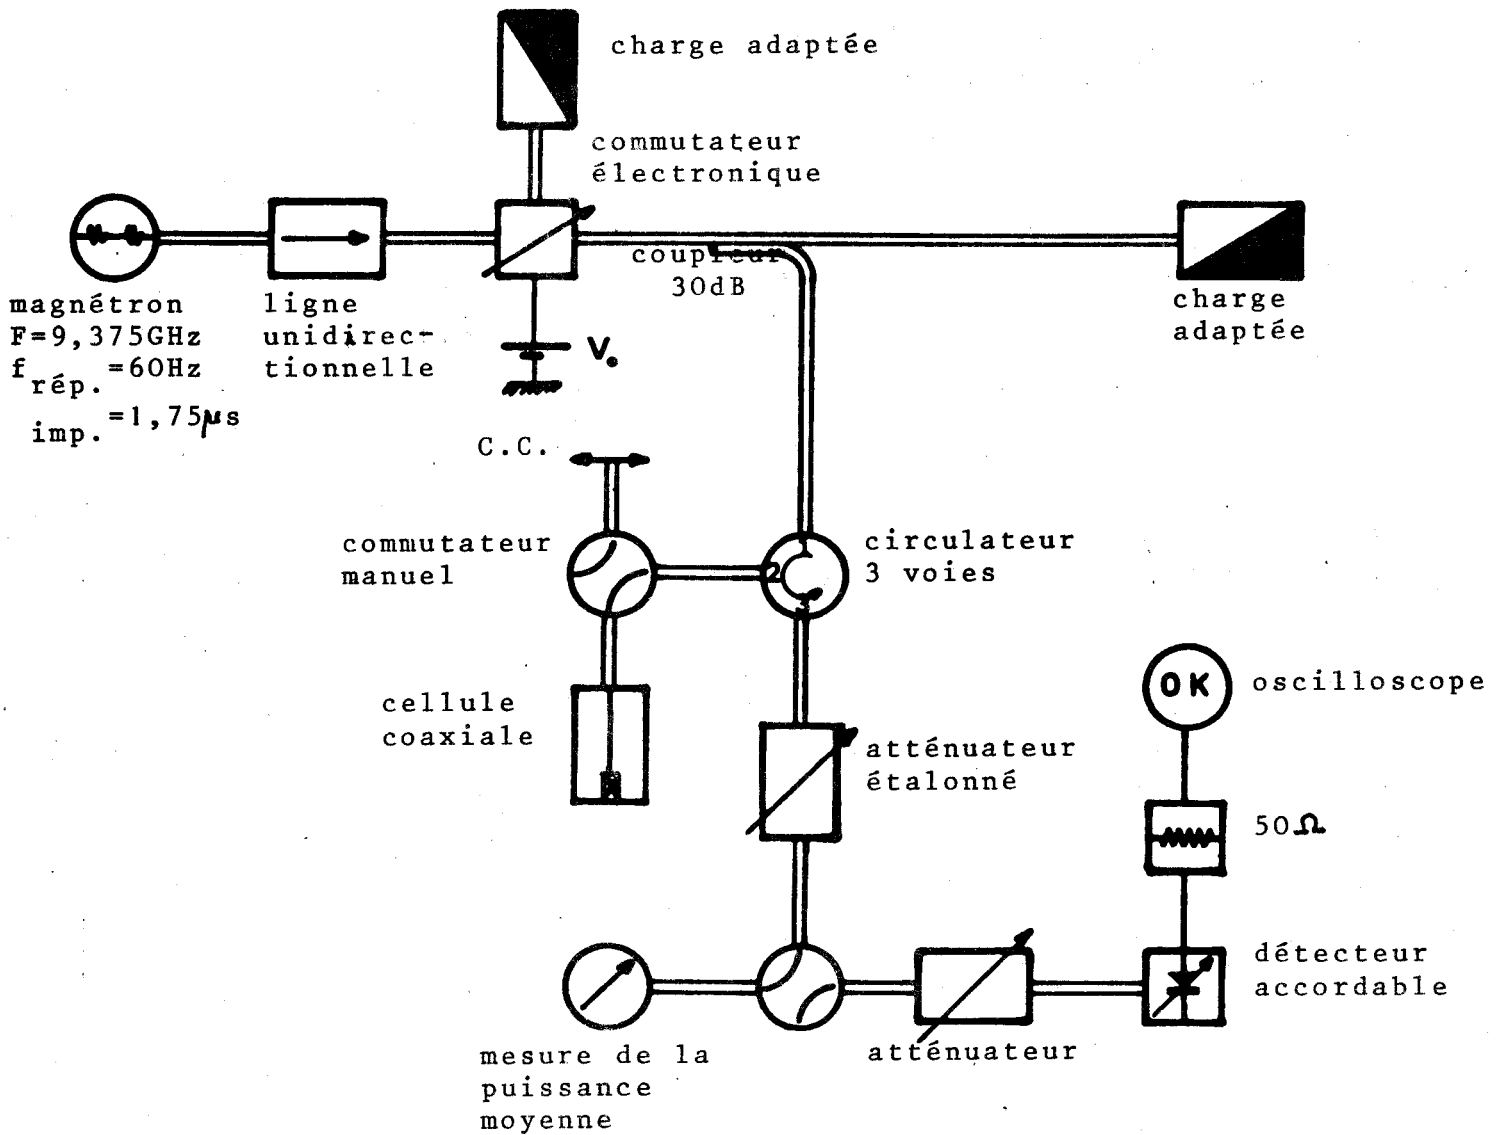 charge adaptée
commutateur
électronique
coupleur
30dB
magnétron
F=9,375GHz
f rép. =60Hz
imp. =1,75µs
ligne
unidirec-
tionnelle
V.
charge
adaptée
C.C.
commutateur
manuel
2
circulateur
3 voies
cellule
coaxiale
atténuateur
étalonné
OK
oscilloscope
50Ω
détecteur
accordable
atténuateur
mesure de la
puissance
moyenne